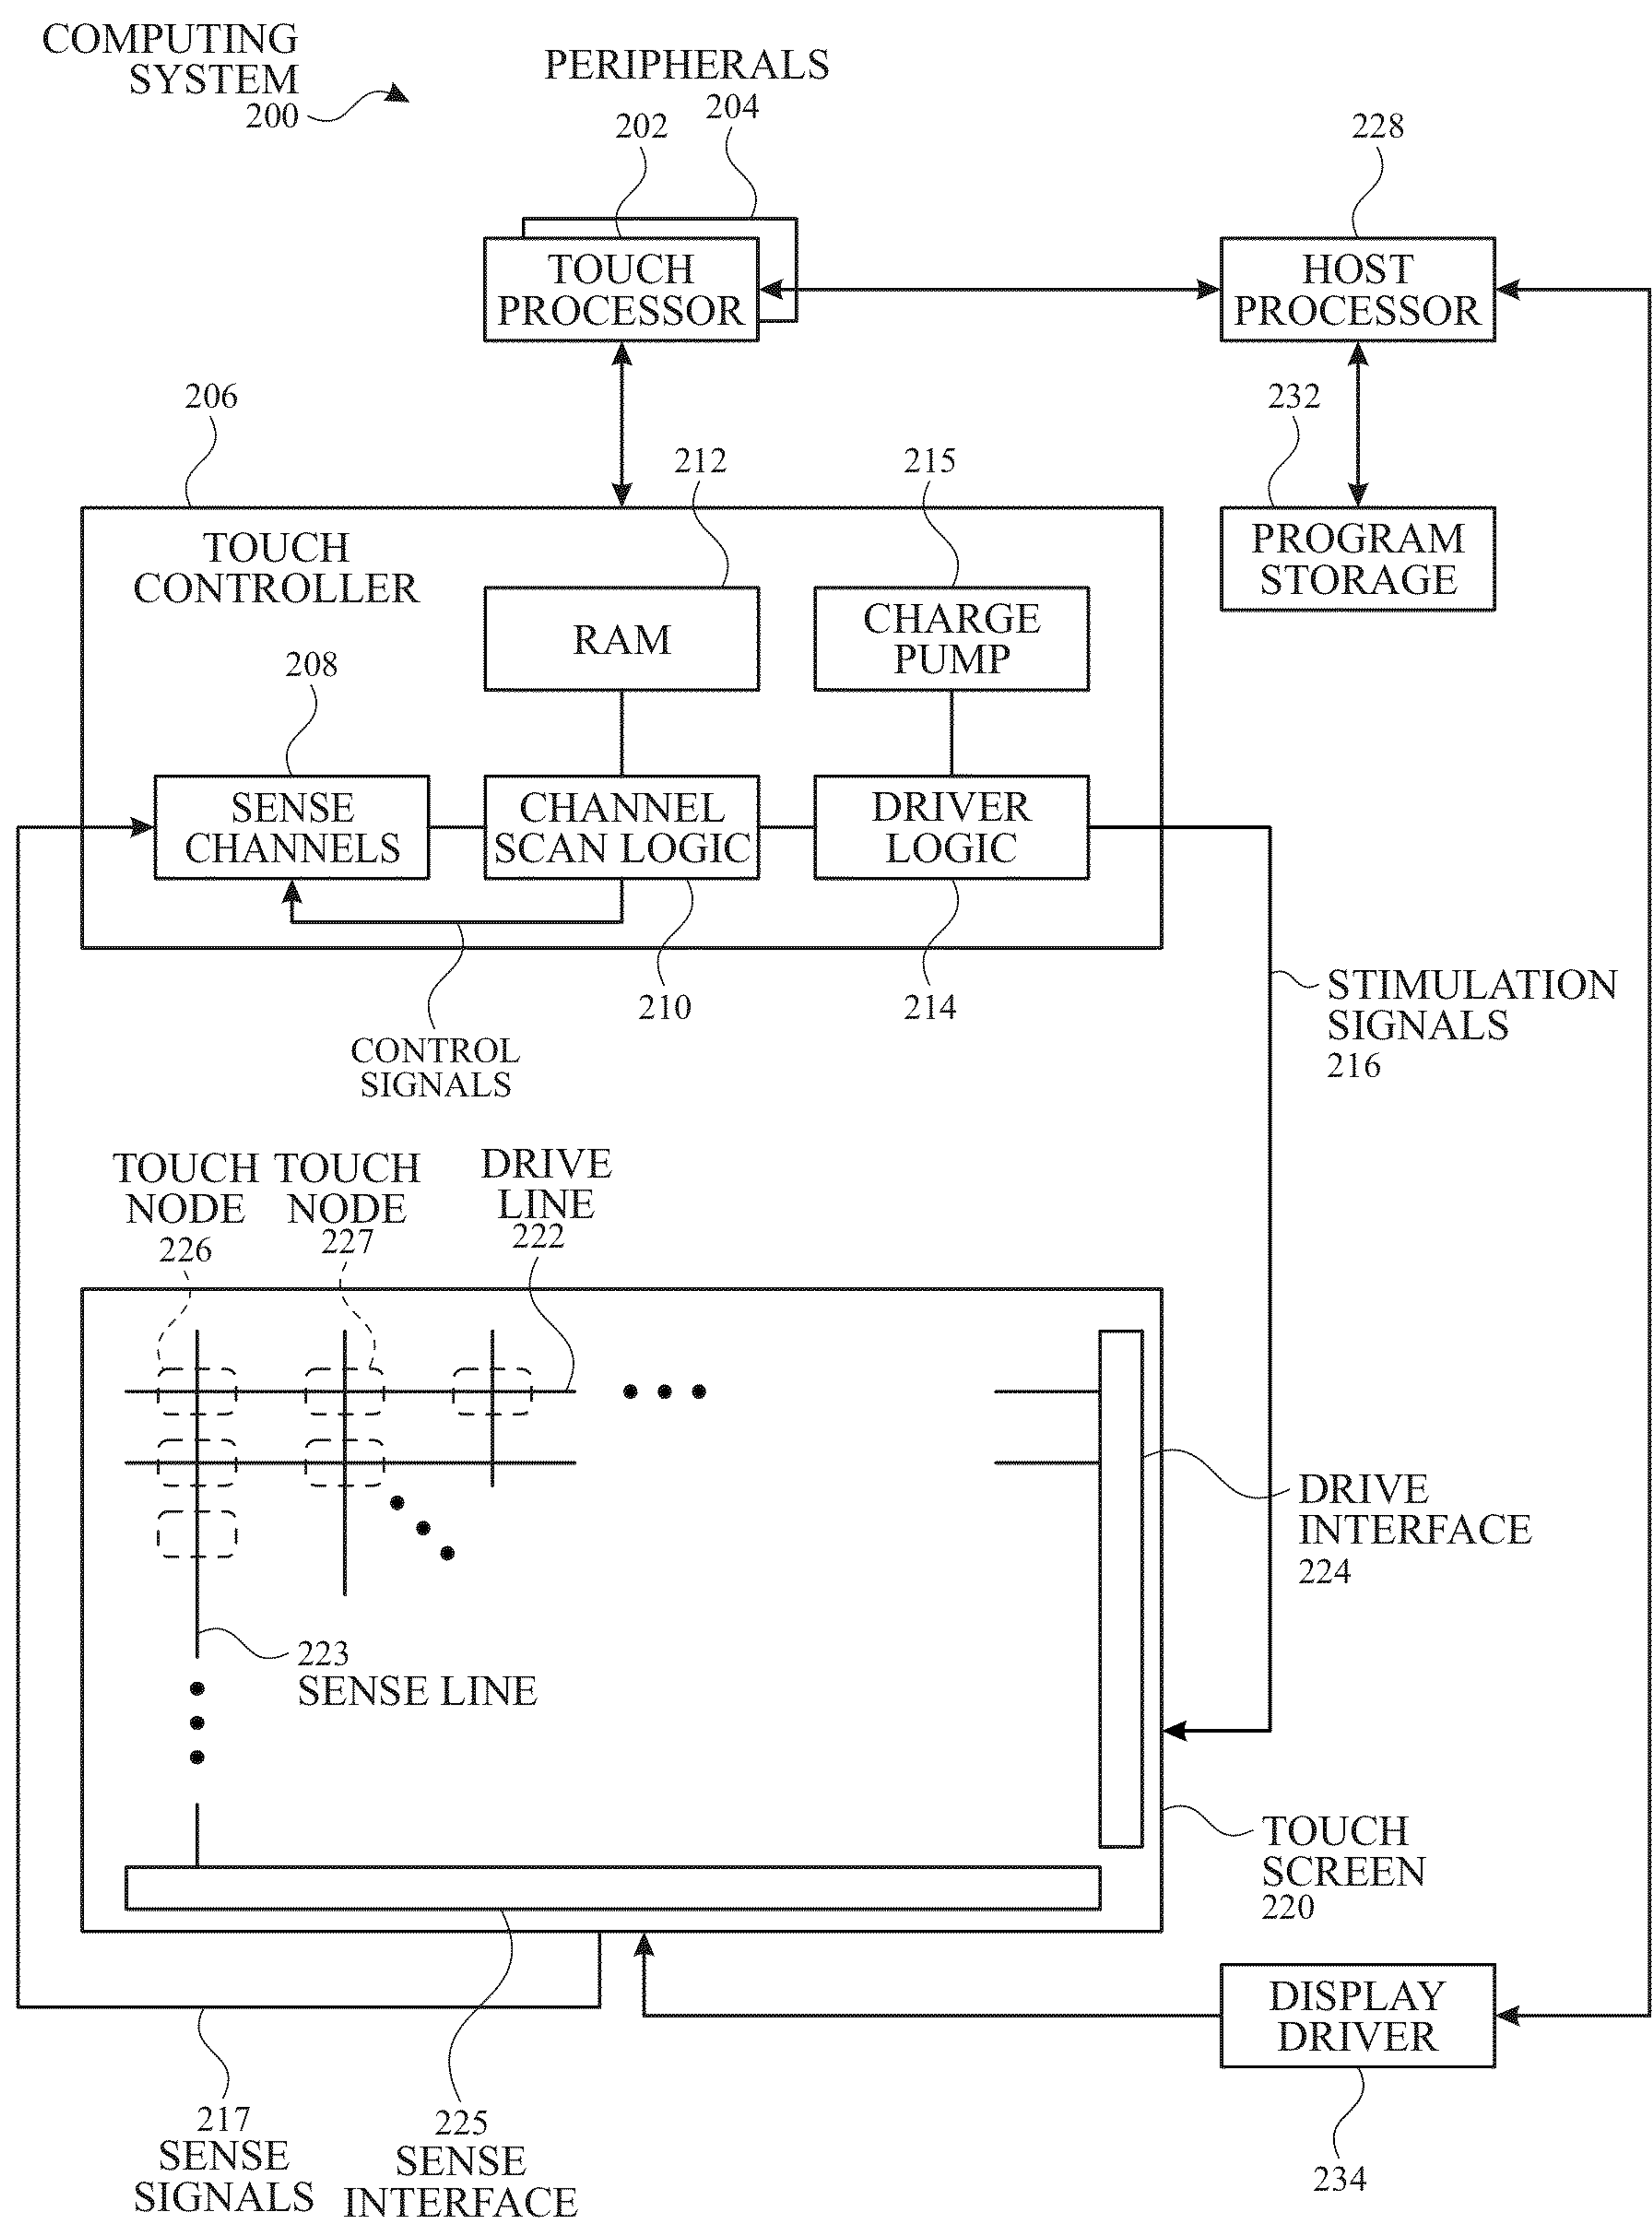 COMPUTING
SYSTEM
200
PERIPHERALS
204
202
228
TOUCH
PROCESSOR
HOST
PROCESSOR
206
232
212
215
TOUCH
CONTROLLER
PROGRAM
STORAGE
RAM
CHARGE
PUMP
208
SENSE
CHANNELS
CHANNEL
SCAN LOGIC
DRIVER
LOGIC
210
214
STIMULATION
SIGNALS
216
CONTROL
SIGNALS
TOUCH
NODE
226
TOUCH
NODE
227
DRIVE
LINE
222
DRIVE
INTERFACE
224
223
SENSE LINE
TOUCH
SCREEN
220
DISPLAY
DRIVER
217
SENSE
SIGNALS
225
SENSE
INTERFACE
234